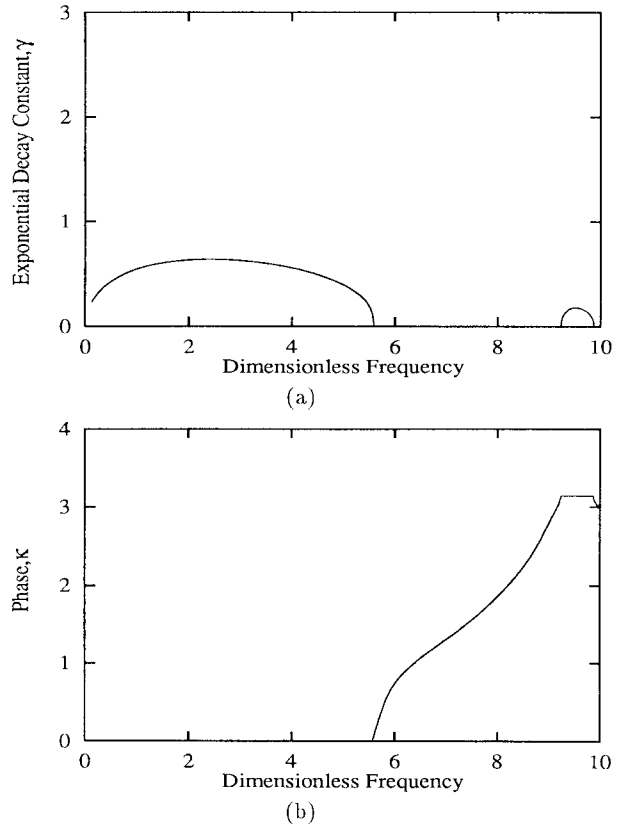 3
2
1
0
Exponential Decay Constant,γ
0 2 4 6 8 10
Dimensionless Frequency
(a)
4
3
2
1
0
Phase,κ
0 2 4 6 8 10
Dimensionless Frequency
(b)